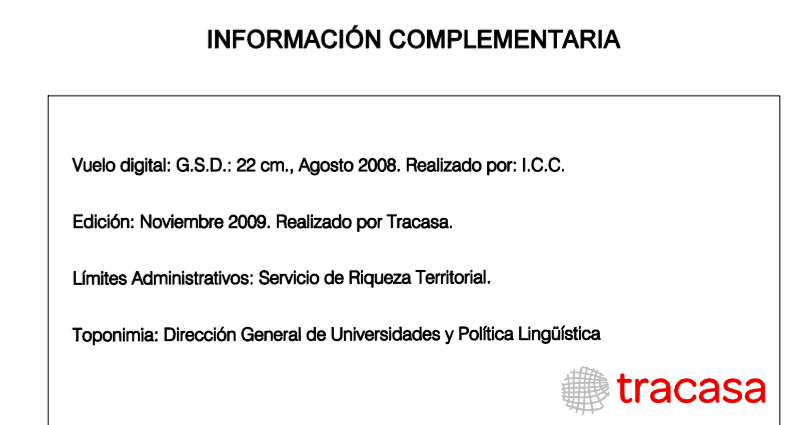 INFORMACIÓN COMPLEMENTARIA
Vuelo digital: G.S.D.: 22 cm., Agosto 2008. Realizado por: I.C.C.
Edición: Noviembre 2009. Realizado por Tracasa.
Límites Administrativos: Servicio de Riqueza Territorial.
Toponimia: Dirección General de Universidades y Política Lingüística
tracasa